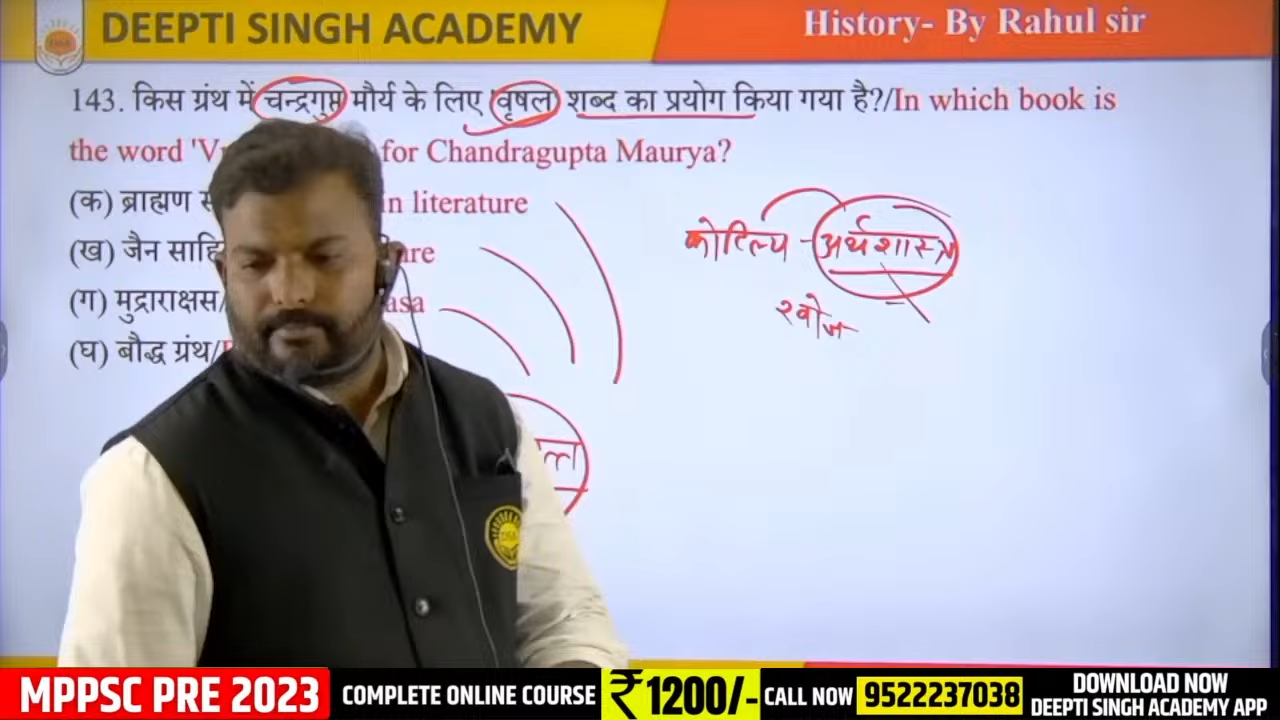 DEEPTI SINGH ACADEMY
History- By Rahul sir
143. किस ग्रंथ में चन्द्रगुप्त मौर्य के लिए वृषल शब्द का प्रयोग किया गया है?/In which book is
the word 'V for Chandragupta Maurya?
(क) ब्राह्मण in literature
(ख) जैन
(ग) मुद्राराक्षस/
(घ) बौद्ध ग्रंथ/
कौटिल्य - अर्थशास्त्र
खोज
MPPSC PRE 2023
COMPLETE ONLINE COURSE
₹1200/-
CALL NOW
9522237038
DOWNLOAD NOW
DEEPTI SINGH ACADEMY APP